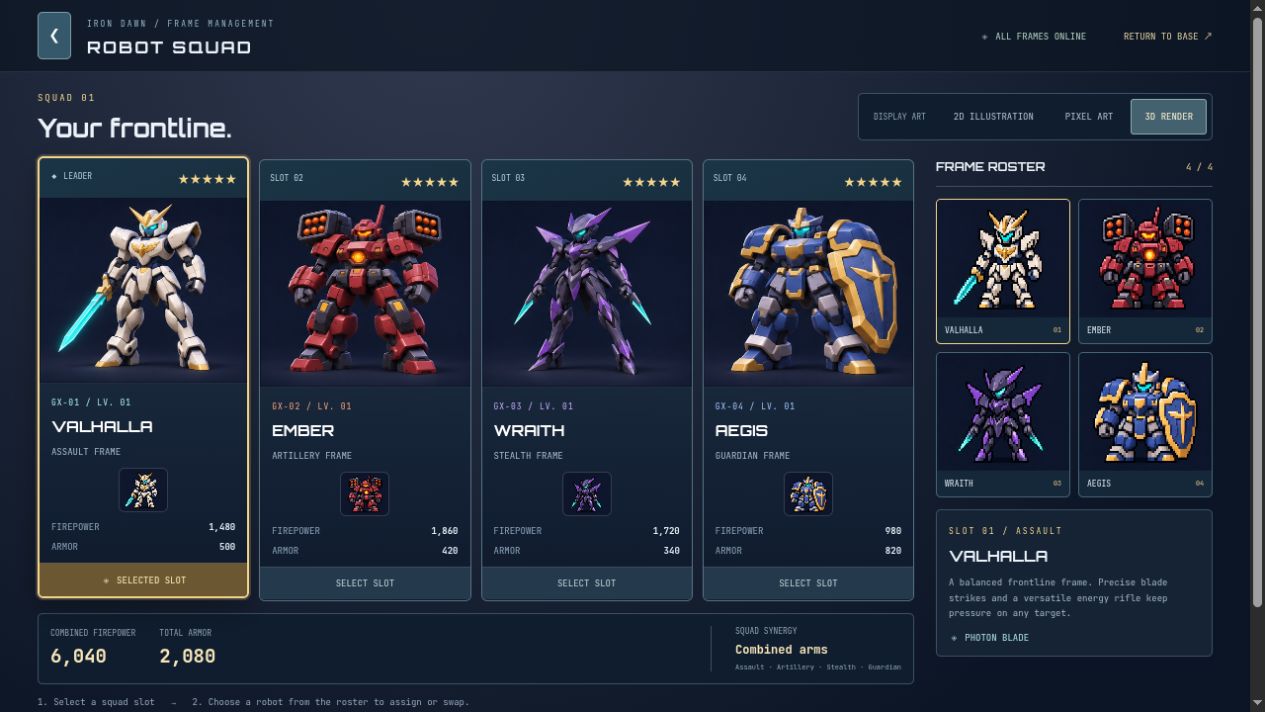 IRON DAWN / FRAME MANAGEMENT
ROBOT SQUAD
ALL FRAMES ONLINE
RETURN TO BASE ↗
SQUAD 01
Your frontline.
DISPLAY ART
2D ILLUSTRATION
PIXEL ART
3D RENDER
◆ LEADER
★★★★★
SLOT 02
★★★★★
SLOT 03
★★★★★
SLOT 04
★★★★★
GX-01 / LV. 01
VALHALLA
ASSAULT FRAME
FIREPOWER 1,480
ARMOR 500
SELECTED SLOT
GX-02 / LV. 01
EMBER
ARTILLERY FRAME
FIREPOWER 1,860
ARMOR 420
SELECT SLOT
GX-03 / LV. 01
WRAITH
STEALTH FRAME
FIREPOWER 1,720
ARMOR 340
SELECT SLOT
GX-04 / LV. 01
AEGIS
GUARDIAN FRAME
FIREPOWER 980
ARMOR 820
SELECT SLOT
FRAME ROSTER 4 / 4
VALHALLA 01
EMBER 02
WRAITH 03
AEGIS 04
SLOT 01 / ASSAULT
VALHALLA
A balanced frontline frame. Precise blade
strikes and a versatile energy rifle keep
pressure on any target.
PHOTON BLADE
COMBINED FIREPOWER
6,040
TOTAL ARMOR
2,080
SQUAD SYNERGY
Combined arms
Assault · Artillery · Stealth · Guardian
1. Select a squad slot → 2. Choose a robot from the roster to assign or swap.